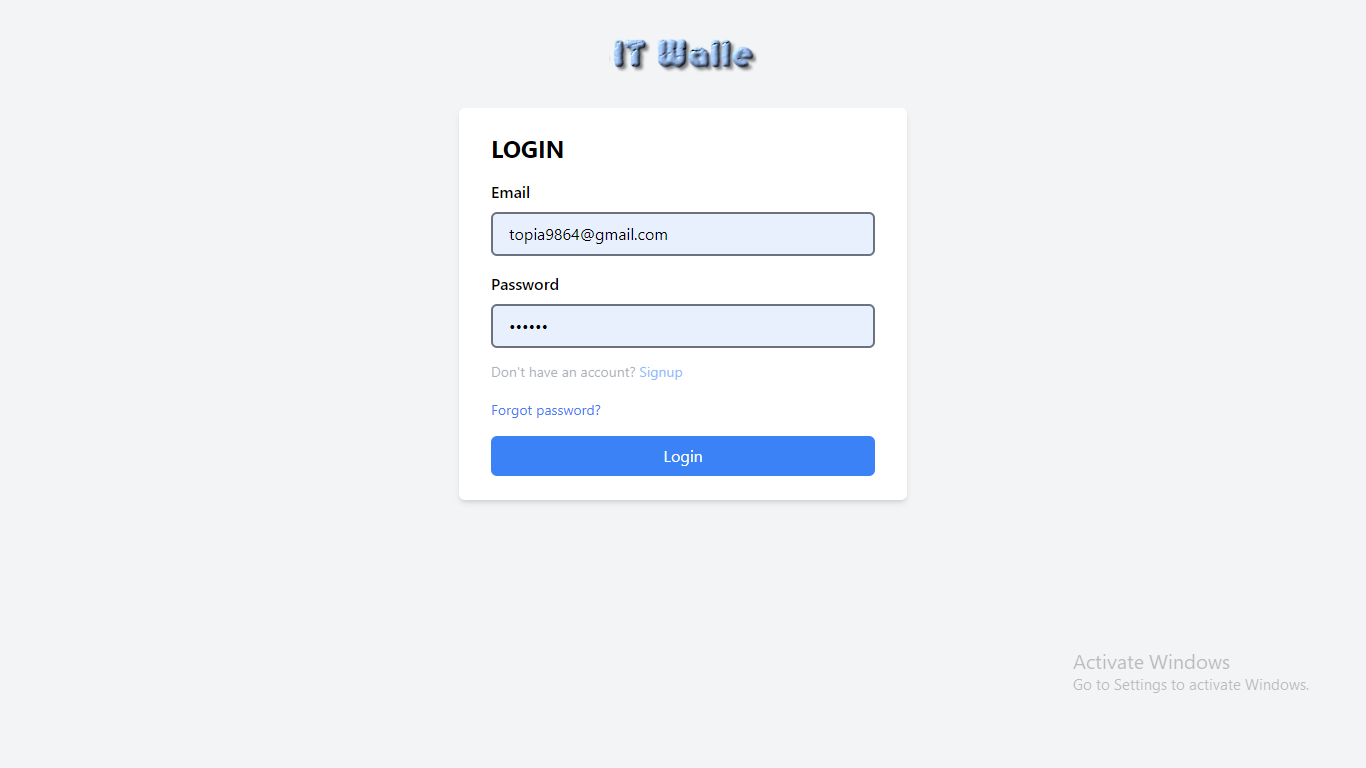 IT Walle
LOGIN
Email
topia9864@gmail.com
Password
••••••
Don't have an account? Signup
Forgot password?
Login
Activate Windows
Go to Settings to activate Windows.